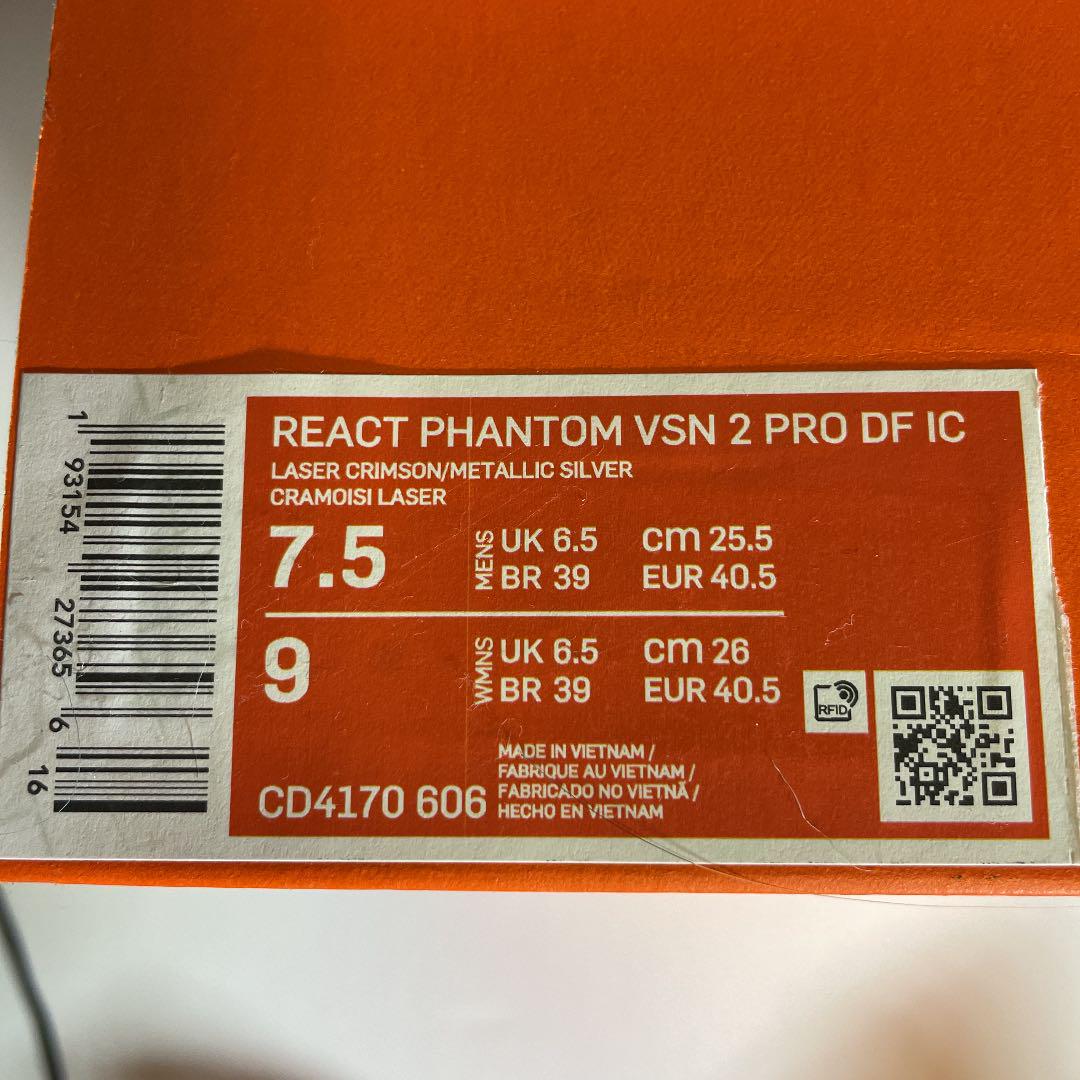 REACT PHANTOM VSN 2 PRO DF IC
LASER CRIMSON/METALLIC SILVER
CRAMOISI LASER
7.5 MENS UK 6.5 cm 25.5
BR 39 EUR 40.5
9 WMNS UK 6.5 cm 26
BR 39 EUR 40.5
RFID
MADE IN VIETNAM /
FABRIQUE AU VIETNAM /
FABRICADO NO VIETNÃ /
HECHO EN VIETNAM
CD4170 606
1 93154 27365 6 16